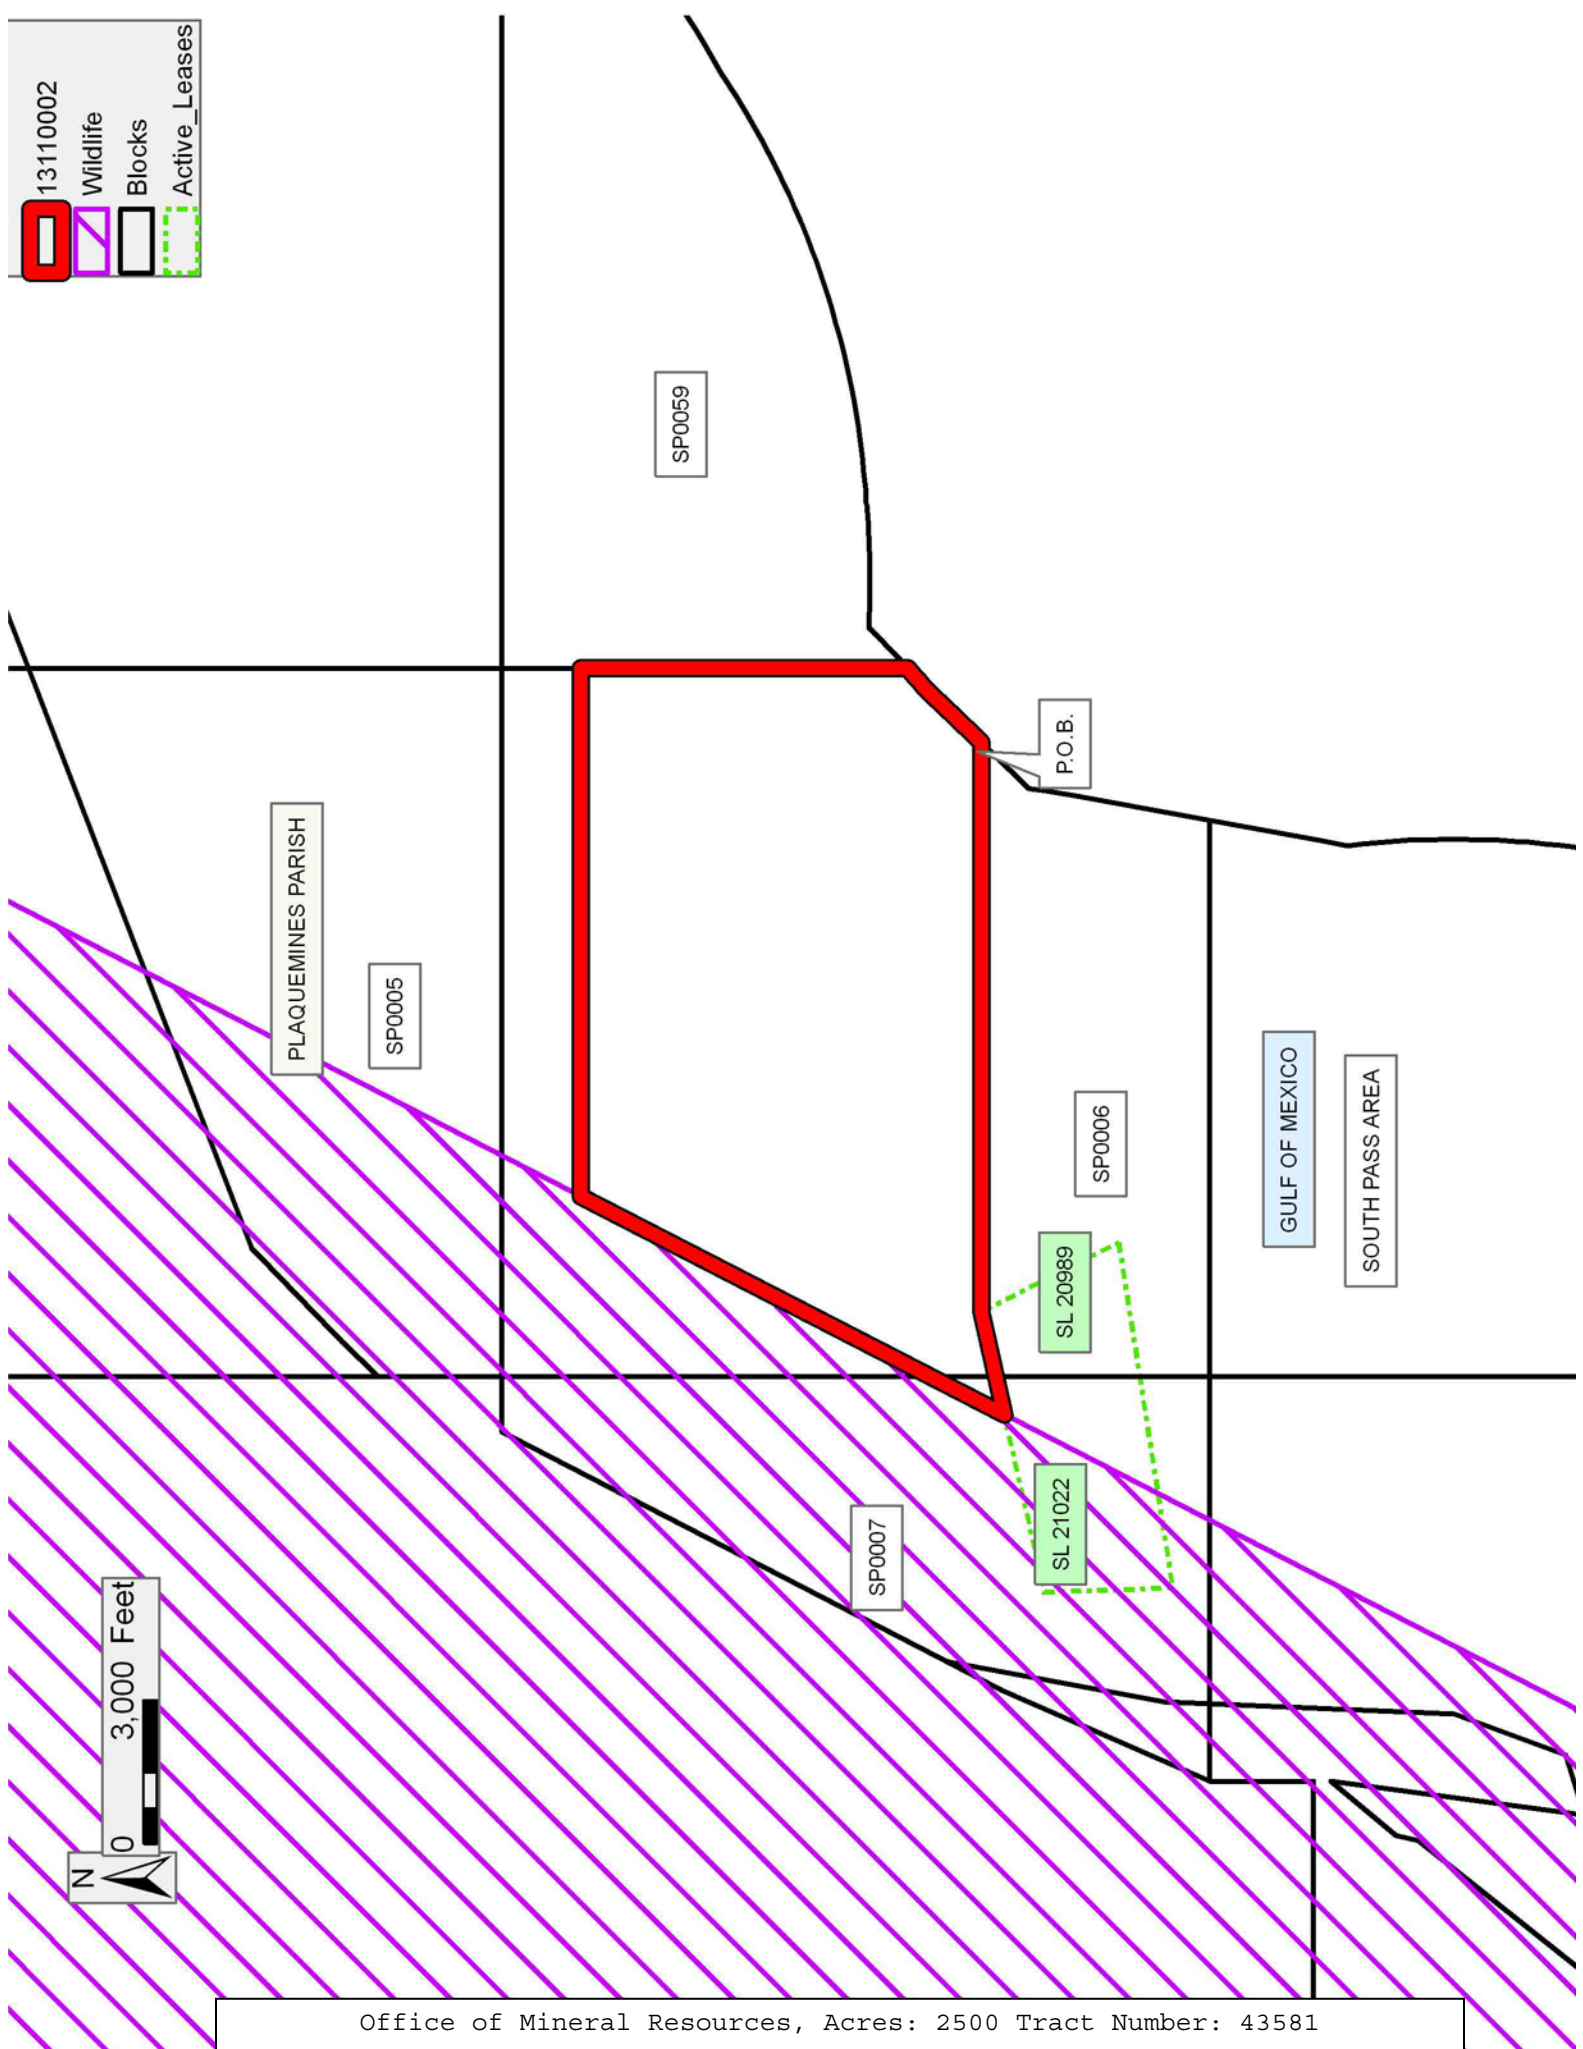 13110002
Wildlife
Blocks
Active_Leases
SP0059
PLAQUEMINES PARISH
SP0005
P.O.B.
SP0006
GULF OF MEXICO
SOUTH PASS AREA
SL 20989
SL 21022
SP0007
0 3,000 Feet
N
Office of Mineral Resources, Acres: 2500 Tract Number: 43581